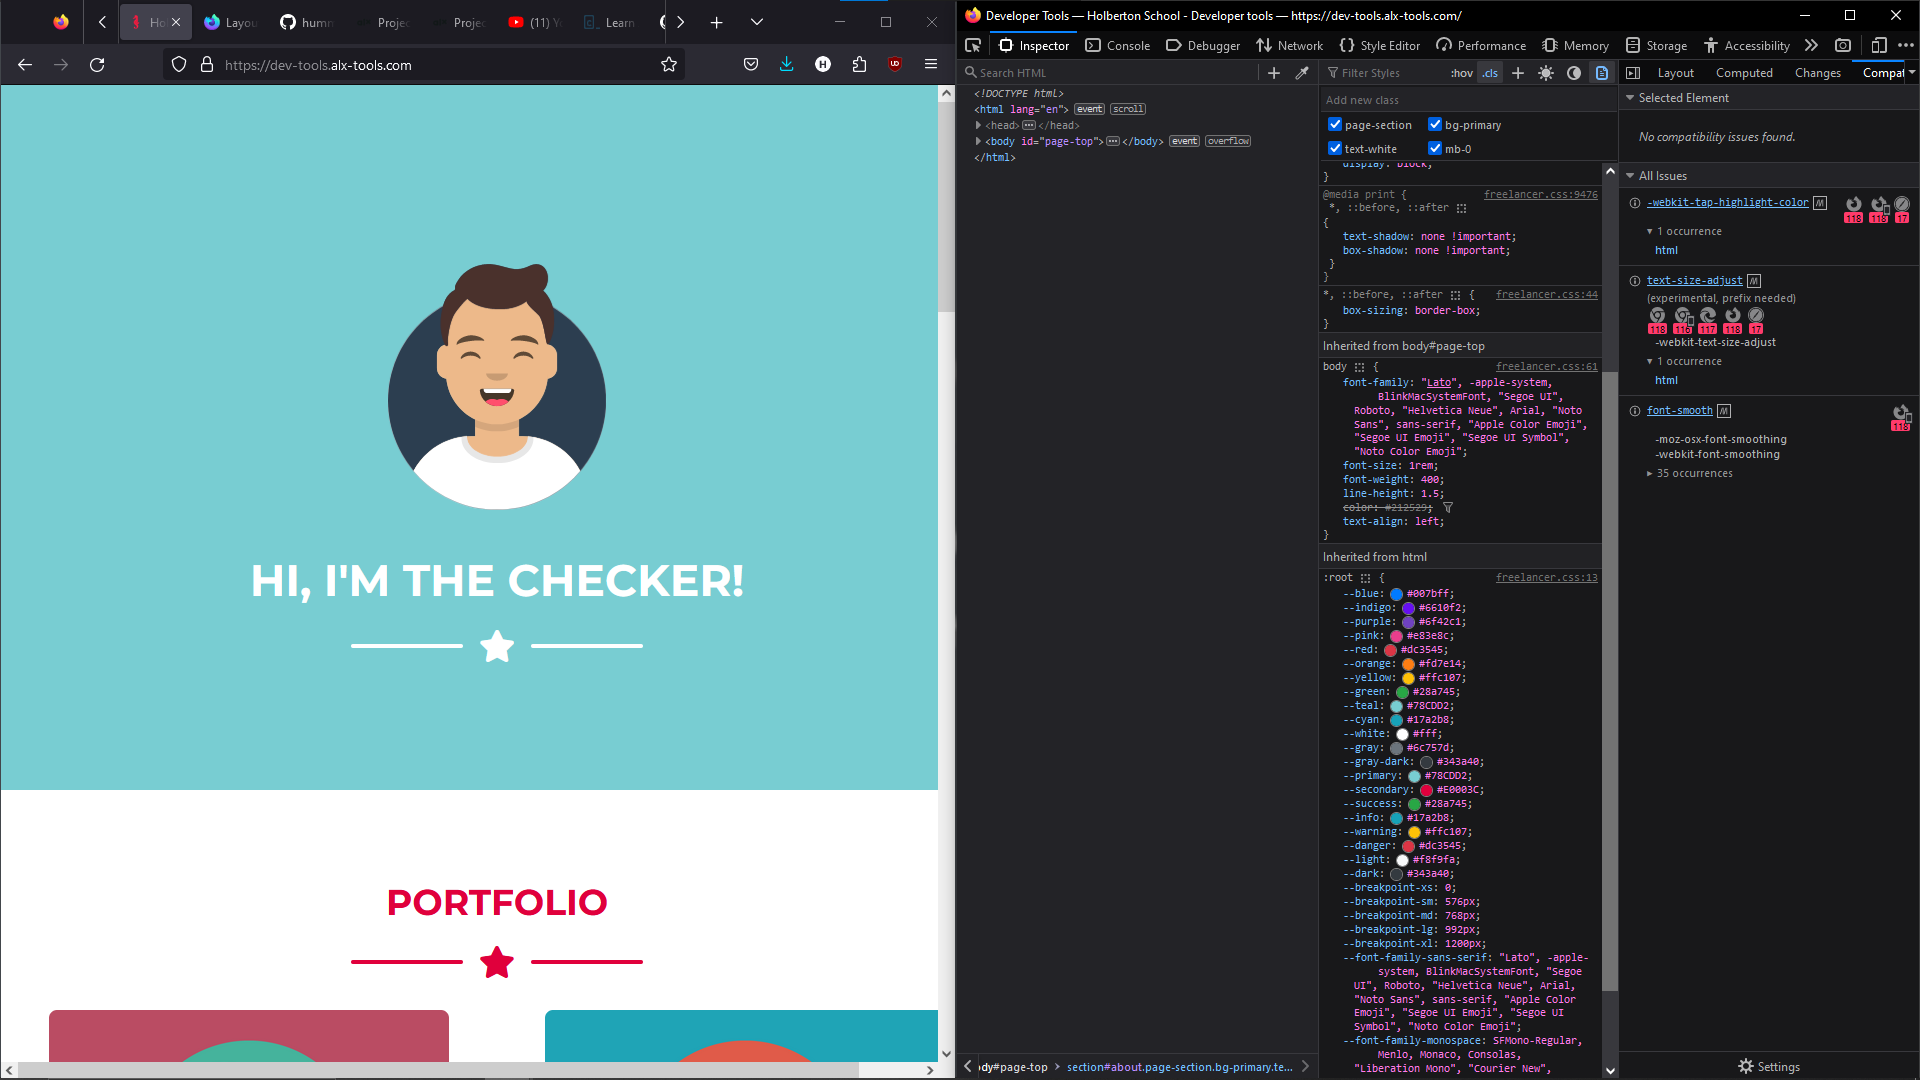 Ho
Layou
humm
Projec
Projec
(11) Y
Learn
https://dev-tools.alx-tools.com
HI, I'M THE CHECKER!
PORTFOLIO
Developer Tools — Holberton School - Developer tools — https://dev-tools.alx-tools.com/
Inspector
Console
Debugger
Network
Style Editor
Performance
Memory
Storage
Accessibility
Search HTML
<!DOCTYPE html>
<html lang="en"> event scroll
<head> ••• </head>
<body id="page-top"> ••• </body> event overflow
</html>
dy#page-top > section#about.page-section.bg-primary.te...
Filter Styles
:hov .cls
Add new class
page-section bg-primary
text-white mb-0
display: block;
}
@media print { freelancer.css:9476
*, ::before, ::after
{
text-shadow: none !important;
box-shadow: none !important;
}
}
*, ::before, ::after { freelancer.css:44
box-sizing: border-box;
}
Inherited from body#page-top
body { freelancer.css:61
font-family: "Lato", -apple-system,
BlinkMacSystemFont, "Segoe UI",
Roboto, "Helvetica Neue", Arial, "Noto
Sans", sans-serif, "Apple Color Emoji",
"Segoe UI Emoji", "Segoe UI Symbol",
"Noto Color Emoji";
font-size: 1rem;
font-weight: 400;
line-height: 1.5;
color: #212529;
text-align: left;
}
Inherited from html
:root { freelancer.css:13
--blue: #007bff;
--indigo: #6610f2;
--purple: #6f42c1;
--pink: #e83e8c;
--red: #dc3545;
--orange: #fd7e14;
--yellow: #ffc107;
--green: #28a745;
--teal: #78CDD2;
--cyan: #17a2b8;
--white: #fff;
--gray: #6c757d;
--gray-dark: #343a40;
--primary: #78CDD2;
--secondary: #E0003C;
--success: #28a745;
--info: #17a2b8;
--warning: #ffc107;
--danger: #dc3545;
--light: #f8f9fa;
--dark: #343a40;
--breakpoint-xs: 0;
--breakpoint-sm: 576px;
--breakpoint-md: 768px;
--breakpoint-lg: 992px;
--breakpoint-xl: 1200px;
--font-family-sans-serif: "Lato", -apple-
system, BlinkMacSystemFont, "Segoe
UI", Roboto, "Helvetica Neue", Arial,
"Noto Sans", sans-serif, "Apple Color
Emoji", "Segoe UI Emoji", "Segoe UI
Symbol", "Noto Color Emoji";
--font-family-monospace: SFMono-Regular,
Menlo, Monaco, Consolas,
"Liberation Mono", "Courier New",
Layout
Computed
Changes
Compat
Selected Element
No compatibility issues found.
All Issues
-webkit-tap-highlight-color
118 118 17
1 occurrence
html
text-size-adjust
(experimental, prefix needed)
118 116 117 118 17
-webkit-text-size-adjust
1 occurrence
html
font-smooth
118
-moz-osx-font-smoothing
-webkit-font-smoothing
35 occurrences
Settings